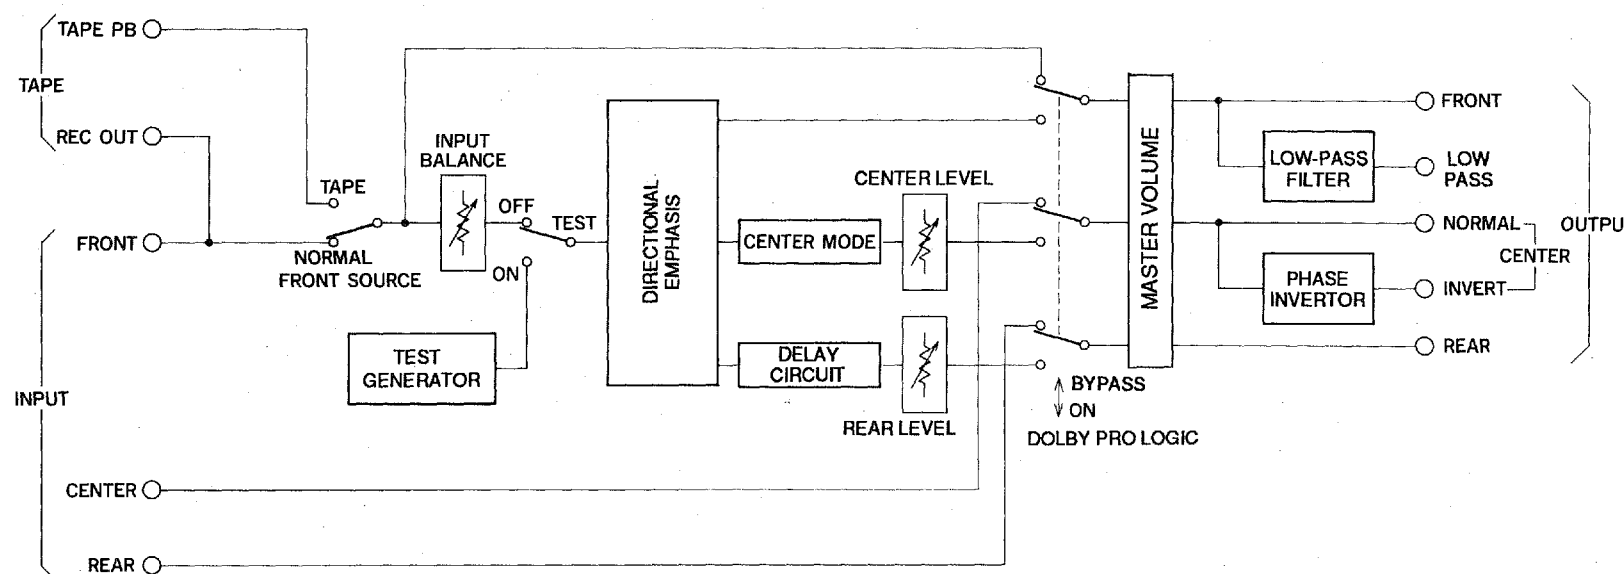 TAPE PB
TAPE
REC OUT
INPUT
BALANCE
TAPE
OFF
TEST
FRONT
NORMAL
FRONT SOURCE
ON
TEST
GENERATOR
DIRECTIONAL
EMPHASIS
CENTER LEVEL
CENTER MODE
DELAY
CIRCUIT
REAR LEVEL
BYPASS
ON
DOLBY PRO LOGIC
MASTER VOLUME
FRONT
LOW-PASS
FILTER
LOW
PASS
NORMAL
OUTPU
CENTER
PHASE
INVERTOR
INVERT
REAR
INPUT
CENTER
REAR